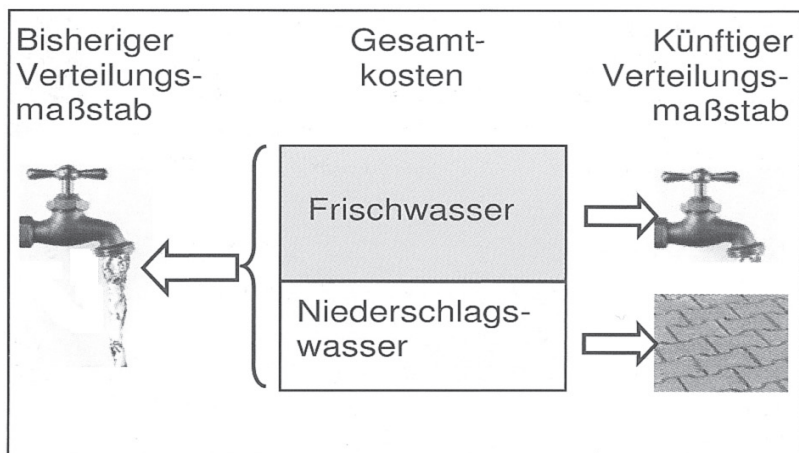 Bisheriger
Verteilungs-
maßstab
Gesamt-
kosten
Künftiger
Verteilungs-
maßstab
Frischwasser
Niederschlags-
wasser